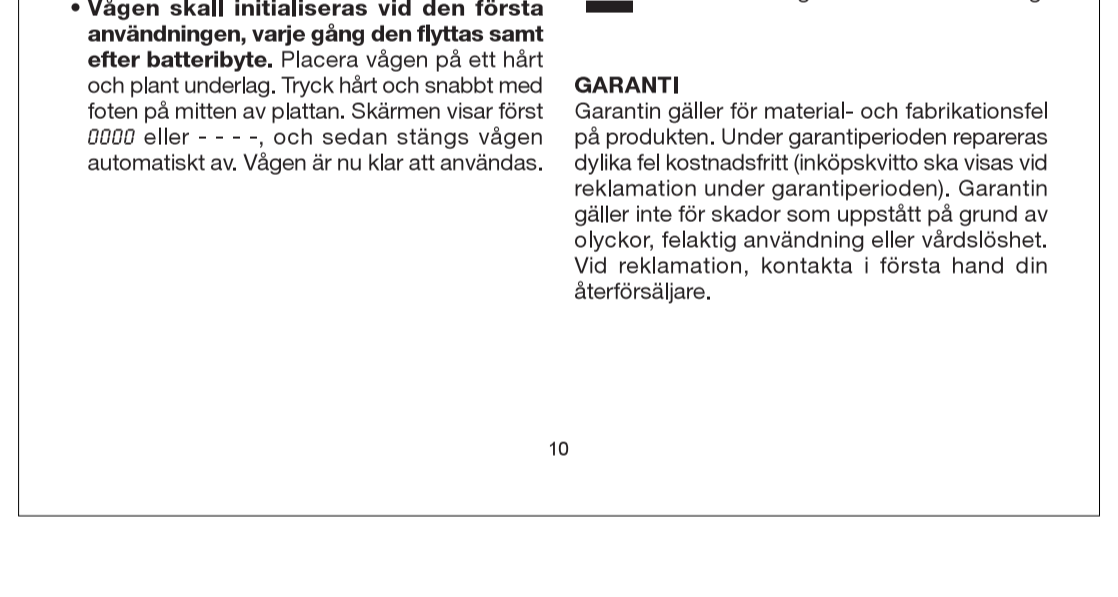 • Vågen skall initialiseras vid den första
användningen, varje gång den flyttas samt
efter batteribyte. Placera vågen på ett hårt
och plant underlag. Tryck hårt och snabbt med
foten på mitten av plattan. Skärmen visar först
0000 eller - - - -, och sedan stängs vågen
automatiskt av. Vågen är nu klar att användas.
GARANTI
Garantin gäller för material- och fabrikationsfel
på produkten. Under garantiperioden repareras
dylika fel kostnadsfritt (inköpskvitto ska visas vid
reklamation under garantiperioden). Garantin
gäller inte för skador som uppstått på grund av
olyckor, felaktig användning eller vårdslöshet.
Vid reklamation, kontakta i första hand din
återförsäljare.
10